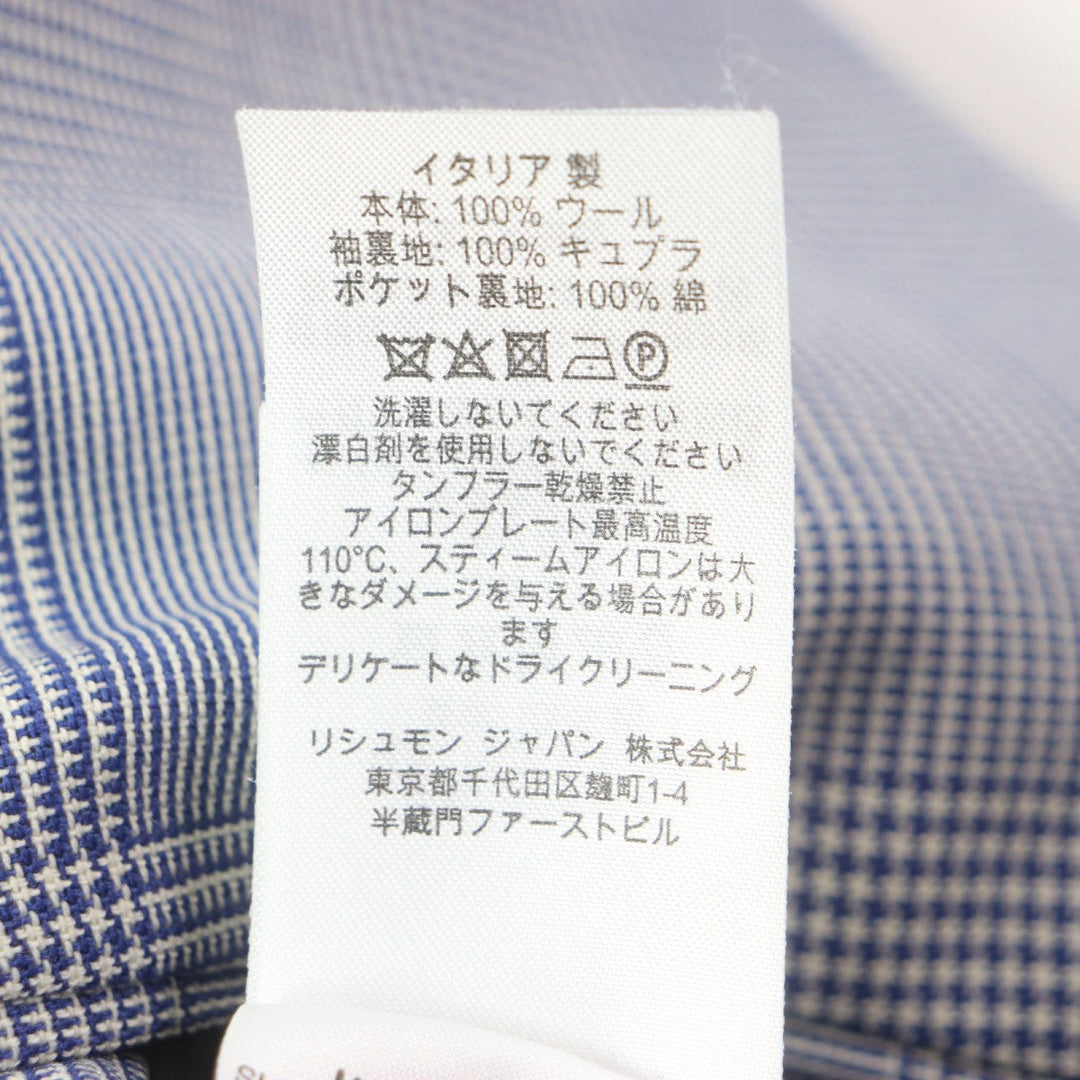 イタリア 製
本体: 100% ウール
袖裏地: 100% キュプラ
ポケット裏地: 100% 綿
P
洗濯しないてください
漂白剤を使用しないでください
タンブラー乾燥禁止
アイロンプレート最高温度
110°C、スティームアイロンは大
きなダメージを与える場合があり
ます
デリケートなドライクリーニング
リシュモン ジャパン 株式会社
東京都千代田区麹町1-4
半蔵門ファーストビル